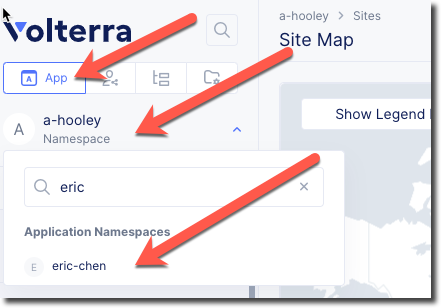 Volterra
a-hooley > Sites
Site Map
A App
A
a-hooley
Namespace
Show Legend
eric ×
Application Namespaces
E eric-chen